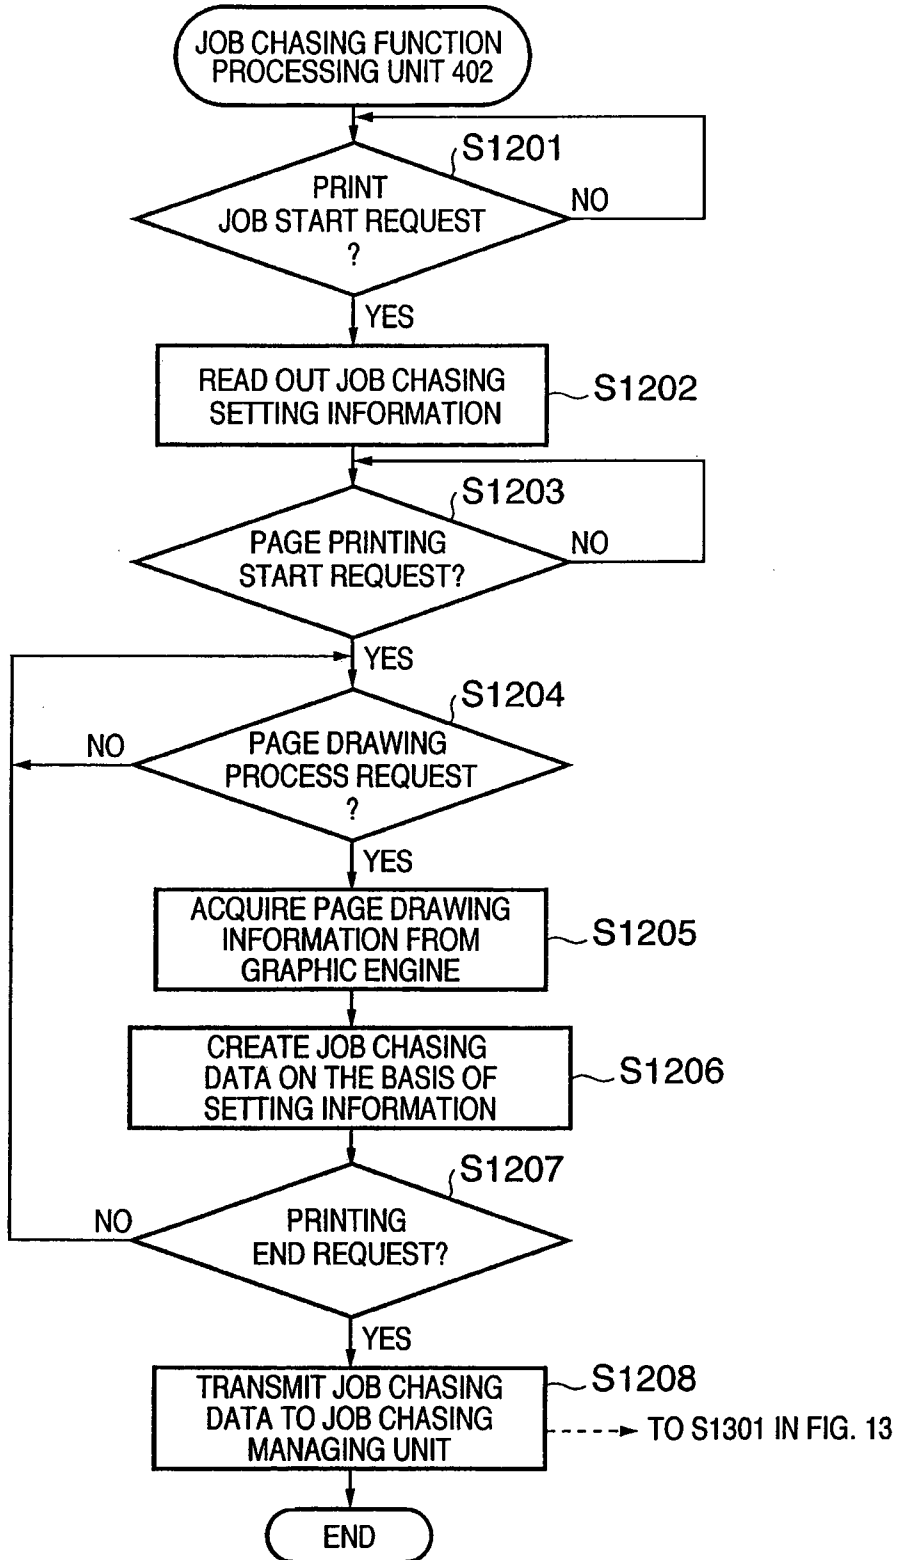 JOB CHASING FUNCTION
PROCESSING UNIT 402
S1201
PRINT
JOB START REQUEST
?
NO
YES
READ OUT JOB CHASING
SETTING INFORMATION
S1202
S1203
PAGE PRINTING
START REQUEST?
NO
YES
S1204
PAGE DRAWING
PROCESS REQUEST
?
NO
YES
ACQUIRE PAGE DRAWING
INFORMATION FROM
GRAPHIC ENGINE
S1205
CREATE JOB CHASING
DATA ON THE BASIS OF
SETTING INFORMATION
S1206
S1207
PRINTING
END REQUEST?
NO
YES
TRANSMIT JOB CHASING
DATA TO JOB CHASING
MANAGING UNIT
S1208
TO S1301 IN FIG. 13
END